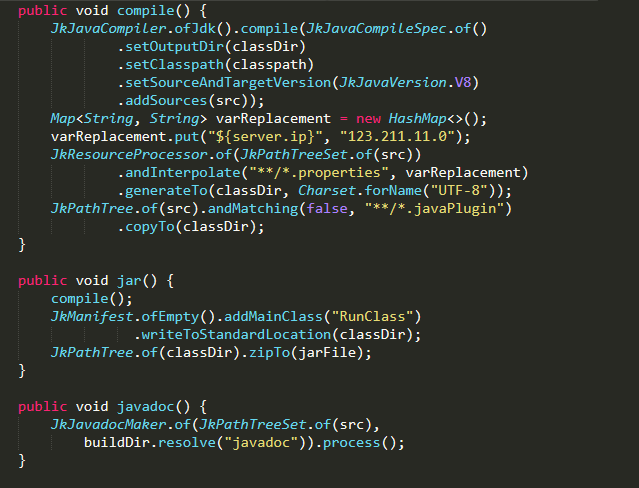 public void compile() {
    JkJavaCompiler.ofJdk().compile(JkJavaCompileSpec.of()
            .setOutputDir(classDir)
            .setClasspath(classpath)
            .setSourceAndTargetVersion(JkJavaVersion.V8)
            .addSources(src));
    Map<String, String> varReplacement = new HashMap<>();
    varReplacement.put("${server.ip}", "123.211.11.0");
    JkResourceProcessor.of(JkPathTreeSet.of(src))
            .andInterpolate("**/*.properties", varReplacement)
            .generateTo(classDir, Charset.forName("UTF-8"));
    JkPathTree.of(src).andMatching(false, "**/*.javaPlugin")
            .copyTo(classDir);
}

public void jar() {
    compile();
    JkManifest.ofEmpty().addMainClass("RunClass")
              .writeToStandardLocation(classDir);
    JkPathTree.of(classDir).zipTo(jarFile);
}

public void javadoc() {
    JkJavadocMaker.of(JkPathTreeSet.of(src),
        buildDir.resolve("javadoc")).process();
}